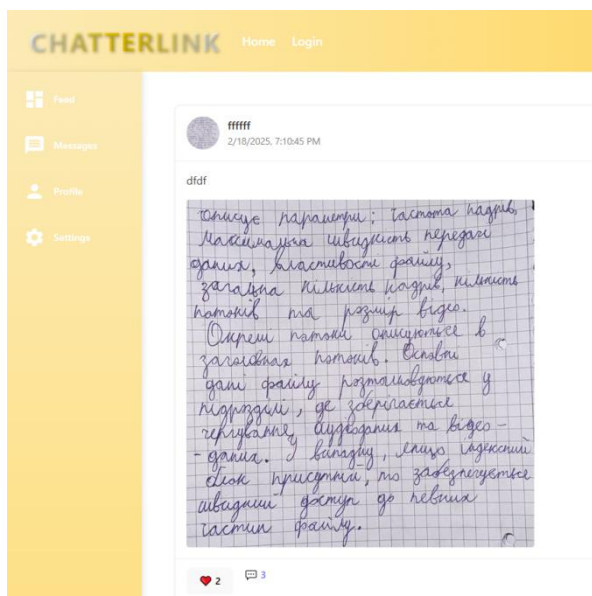 CHATTERLINK Home Login
Feed
Messages
Profile
Settings
ffffff
2/18/2025, 7:10:45 PM
dfdf
описує параметри: частота кадрів,
максимальна швидкість передачі
даних, властивости файлу,
загальна кількість кадрів, кількість
потоків та розмір відео.
Окремі потоки описуються в
заголовках потоків. Основні
дані файлу розташовуються у
підрозділі, де зберігається
чергування аудіоданих та відео-
-даних. У випадку, якщо індексний
блок присутній, то забезпечується
швидший доступ до певних
частин файлу.
2
3